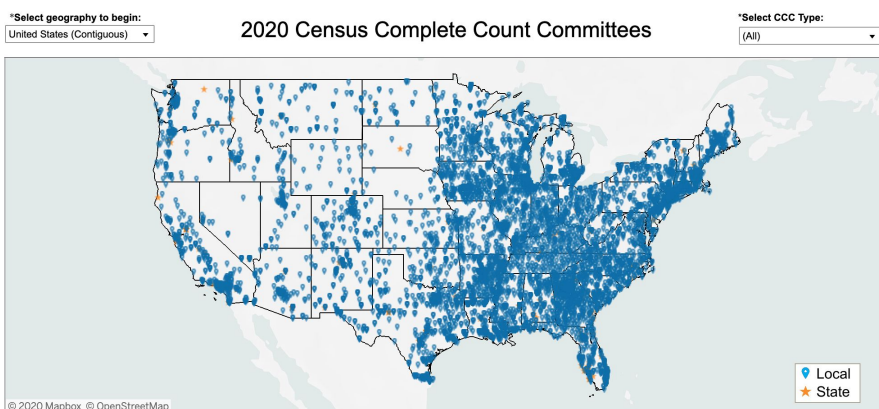 *Select geography to begin:
United States (Contiguous)
2020 Census Complete Count Committees
*Select CCC Type:
(All)
Local
State
© 2020 Mapbox © OpenStreetMap